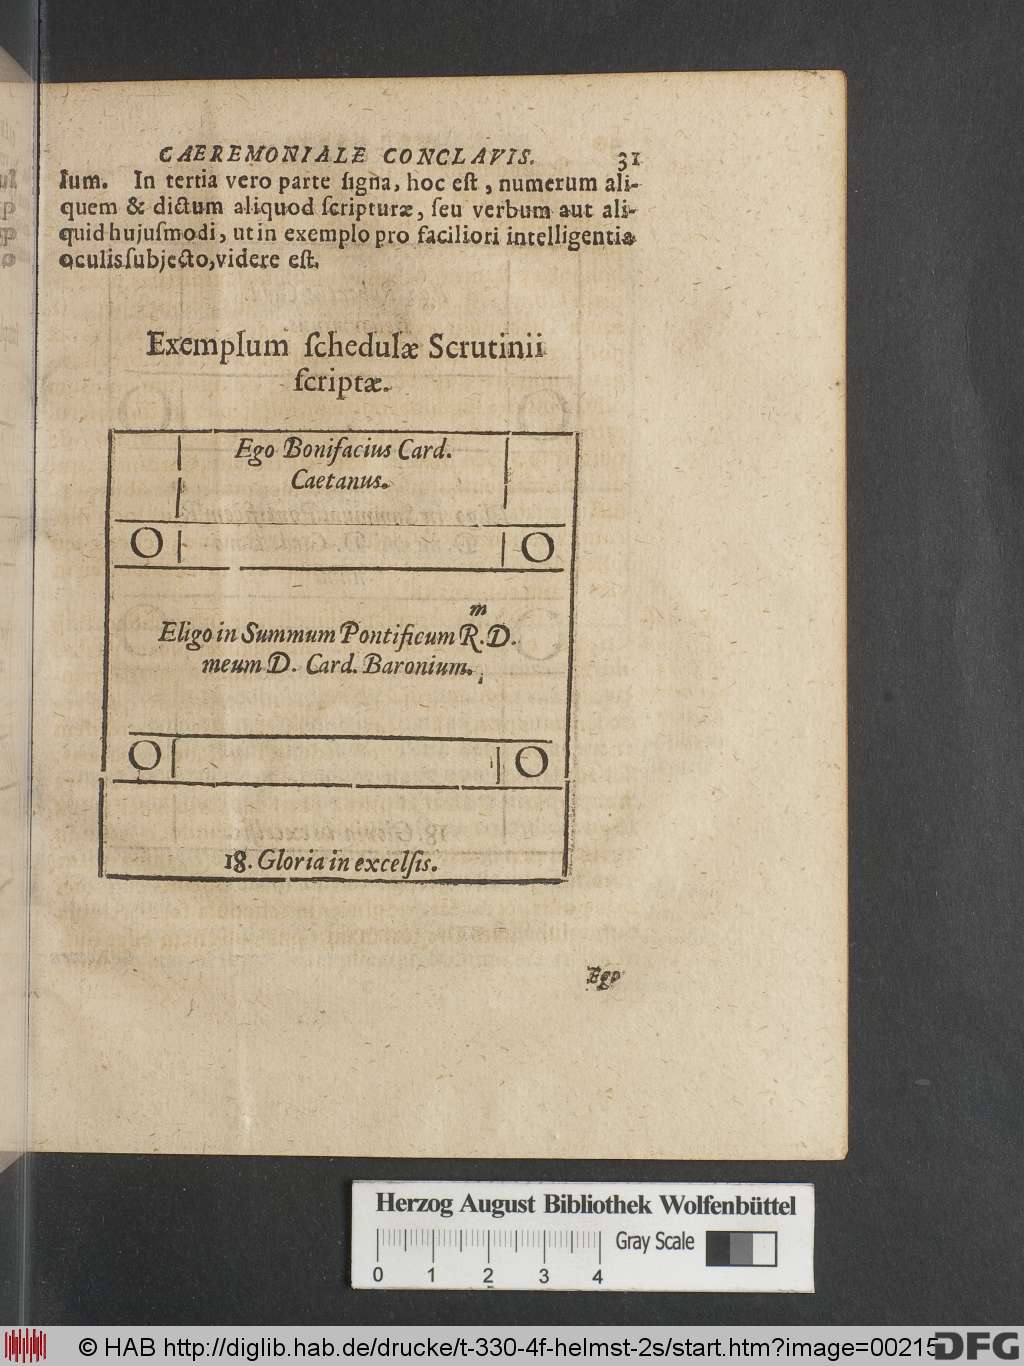 CAEREMONIALE CONCLAVIS. 31
lum. In tertia vero parte ſigna, hoc eſt, numerum ali-
quem & dictum aliquod ſcripturæ, ſeu verbum aut ali-
quid hujuſmodi, ut in exemplo pro faciliori intelligentia
oculis ſubjecto, videre eſt.
Exemplum ſchedulæ Scrutinii
ſcriptæ.
Ego Bonifacius Card.
Caetanus.
O O
m
Eligo in Summum Pontificum R. D.
meum D. Card. Baronium.
O O
18. Gloria in excelſis.
Ego
Herzog August Bibliothek Wolfenbüttel
Gray Scale
0 1 2 3 4
© HAB http://diglib.hab.de/drucke/t-330-4f-helmst-2s/start.htm?image=00215
DFG